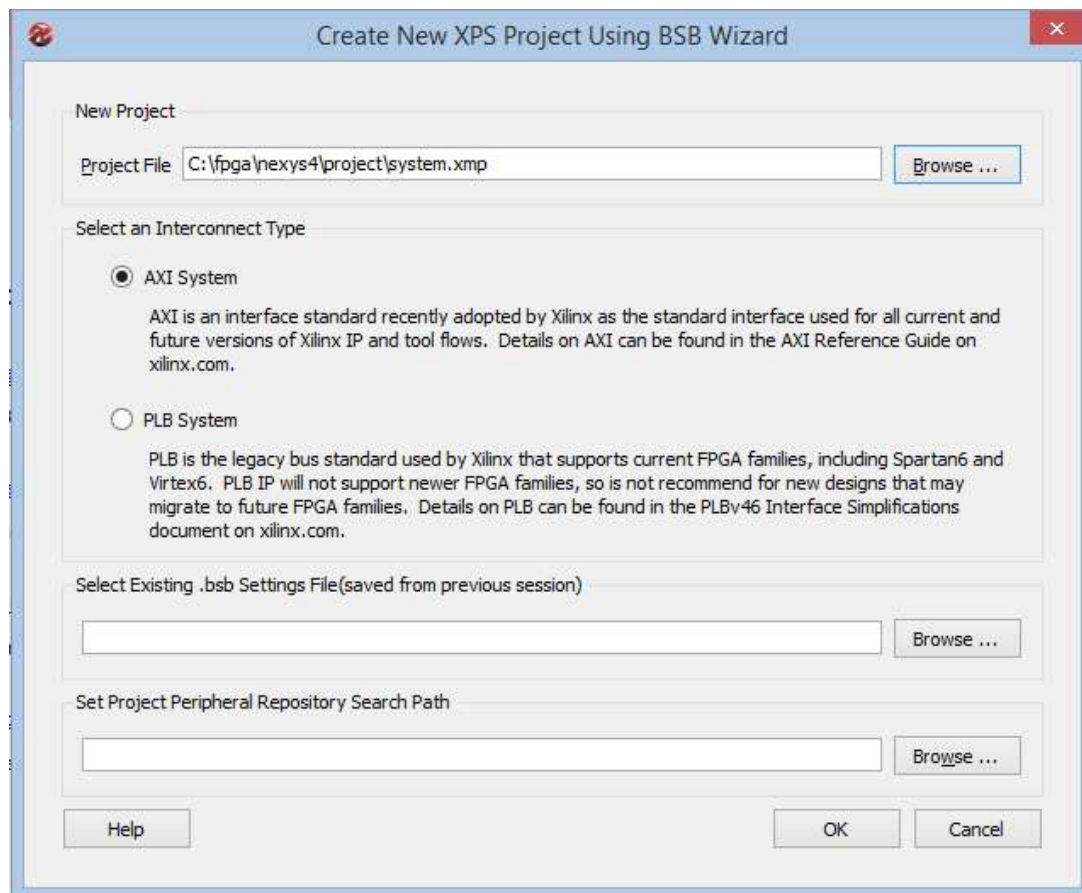 Create New XPS Project Using BSB Wizard
New Project
Project File C:\fpga\nexys4\project\system.xmp Browse ...
Select an Interconnect Type
AXI System
AXI is an interface standard recently adopted by Xilinx as the standard interface used for all current and
future versions of Xilinx IP and tool flows. Details on AXI can be found in the AXI Reference Guide on
xilinx.com.
PLB System
PLB is the legacy bus standard used by Xilinx that supports current FPGA families, including Spartan6 and
Virtex6. PLB IP will not support newer FPGA families, so is not recommend for new designs that may
migrate to future FPGA families. Details on PLB can be found in the PLBv46 Interface Simplifications
document on xilinx.com.
Select Existing .bsb Settings File(saved from previous session)
Browse ...
Set Project Peripheral Repository Search Path
Browse ...
Help OK Cancel